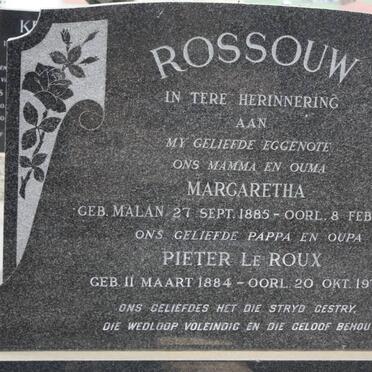 ROSSOUW
IN TERE HERINNERING
AAN
MY GELIEFDE EGGENOTE
ONS MAMMA EN OUMA
MARGARETHA
GEB. MALAN 27 SEPT. 1885 – OORL. 8 FEB
ONS GELIEFDE PAPPA EN OUPA
PIETER LE ROUX
GEB. 11 MAART 1884 – OORL. 20 OKT. 19
ONS GELIEFDES HET DIE STRYD GESTRY,
DIE WEDLOOP VOLEINDIG EN DIE GELOOF BEHOU